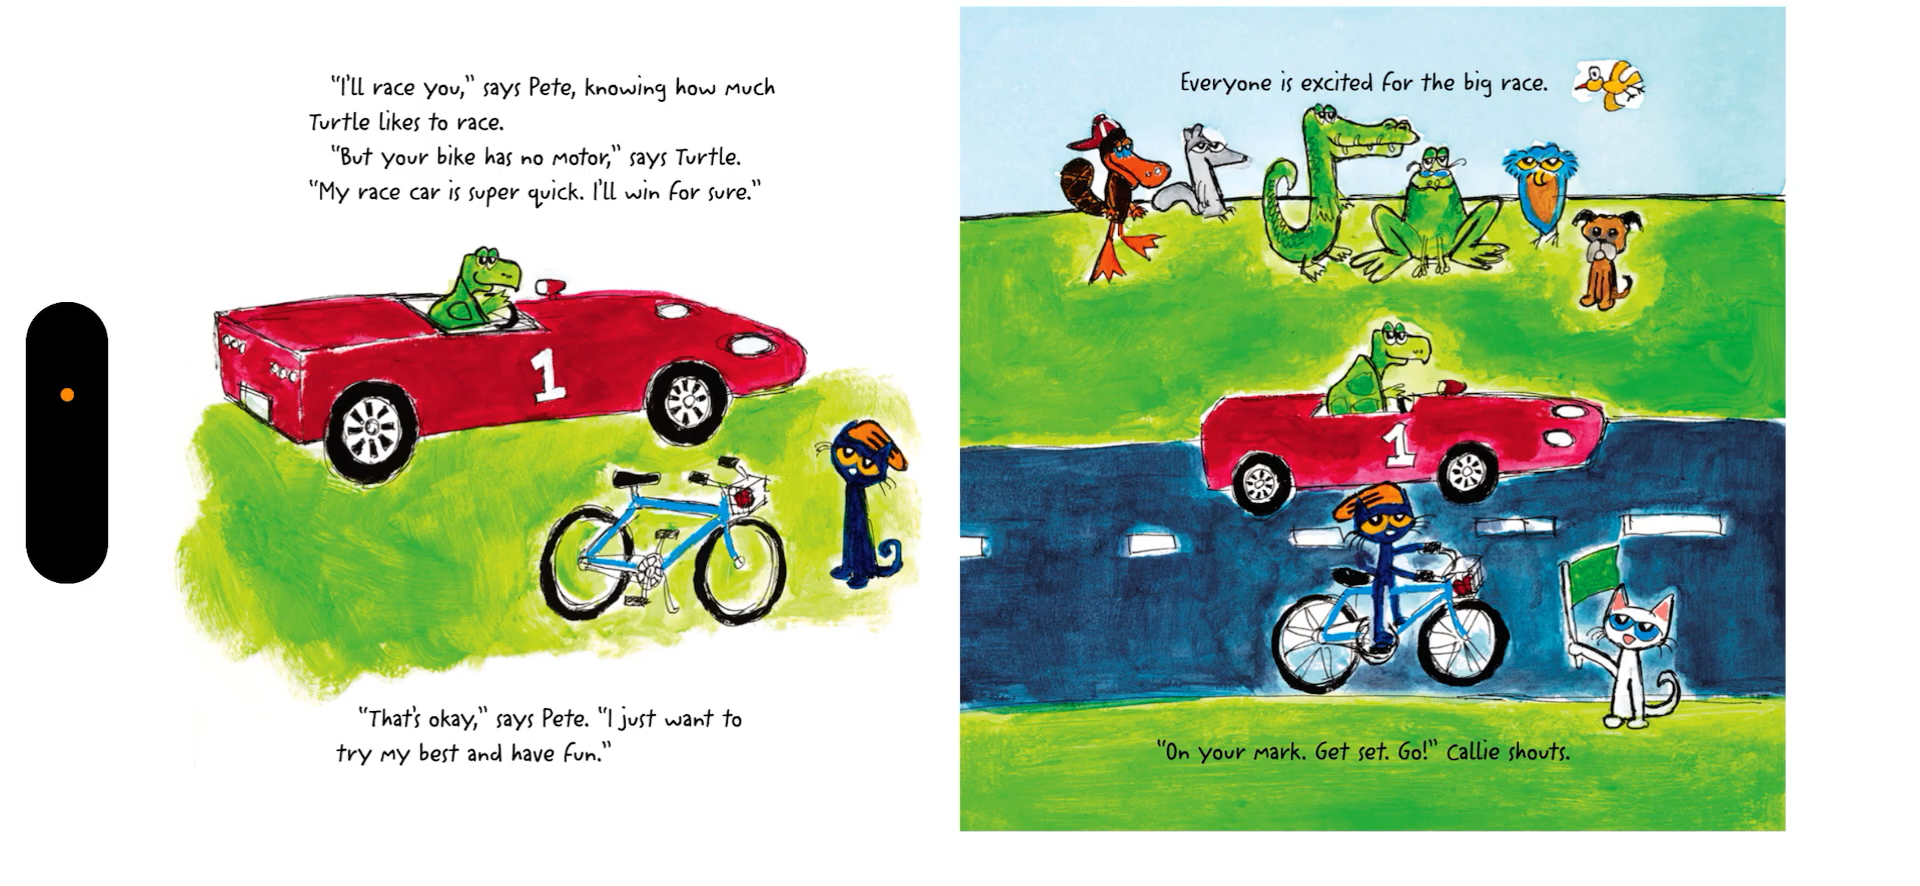 “I’ll race you,” says Pete, knowing how much
Turtle likes to race.
“But your bike has no motor,” says Turtle.
“My race car is super quick. I’ll win for sure.”
1
“That’s okay,” says Pete. “I just want to
try my best and have fun.”
Everyone is excited for the big race.
1
“On your mark. Get set. Go!” Callie shouts.